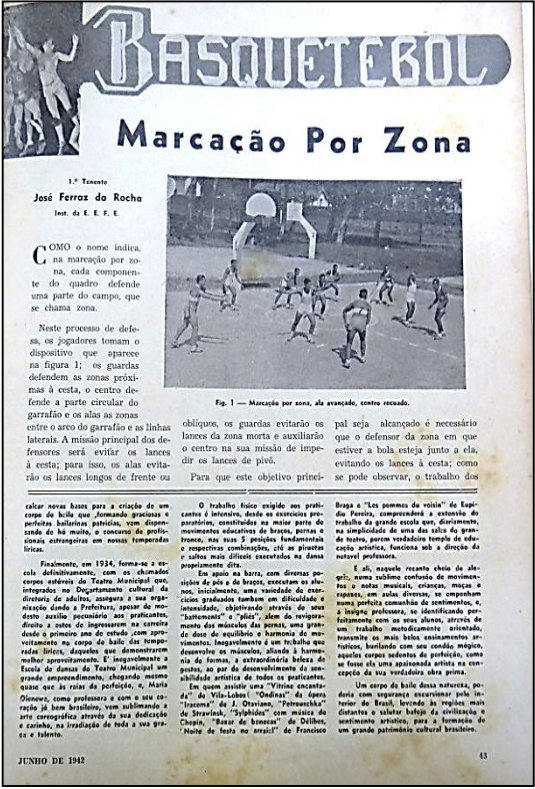 BASQUETEBOL
Marcação Por Zona
1.º Tenente
José Ferraz da Rocha
Inst. da E. E. F. E.
COMO o nome indica,
na marcação por zo-
na, cada componen-
te do quadro defende
uma parte do campo, que
se chama zona.
Neste processo de defe-
sa, os jogadores tomam o
dispositivo que aparece
na figura 1; os guardas
defendem as zonas próxi-
mas à cesta, o centro de-
fende a parte circular do
garrafão e os alas as zonas
entre o arco do garrafão e as linhas
laterais. A missão principal dos de-
fensores será evitar os lances
à cesta; para isso, os alas evita-
rão os lances longos de frente ou
Fig. 1 — Marcação por zona, ala avançado, centro recuado.
oblíquos, os guardas evitarão os
lances da zona morta e auxiliarão
o centro na sua missão de impe-
dir os lances de pivô.
Para que este objetivo princi-
pal seja alcançado é necessário
que o defensor da zona em que
estiver a bola esteja junto a ela,
evitando os lances à cesta; como
se pode observar, o trabalho dos
calcar novas bases para a criação de um
corpo de baile que, formando graciosas e
perfeitas bailarinas patrícias, vem dispen-
sando de há muito, o concurso de profis-
sionais estrangeiras em nossas temporadas
líricas.
Finalmente, em 1934, forma-se a es-
cola definitivamente, com os chamados
corpos estáveis do Teatro Municipal que,
integrados no Departamento cultural da
diretoria de adultos, assegura a sua orga-
nização dando a Prefeitura, apesar de mo-
desto auxílio pecuniário aos praticantes,
direito a estes de ingressarem na carreira
desde o primeiro ano de estudo ,com apro-
veitamento no corpo de baile das tempo-
radas líricas, daqueles que demonstrarem
melhor aproveitamento. E' inegavelmente a
Escola de dansas do Teatro Municipal um
grande empreendimento, chegando mesmo
quase que às raias da perfeição, e, Maria
Olenewa, como professora e com o seu co-
ração já bem brasileiro, vem sublimando a
arte coreográfica através da sua dedicação
e carinho, na irradiação de toda a sua gra-
ça e talento.
O trabalho físico exigido aos prati-
cantes é intensivo, desde os exercícios pre-
paratórios, constituidos na maior parte de
movimentos educativos de braços, pernas e
tronco, nas suas 5 posições fundamentais
e respectivas combinações, até as piruetas
e saltos mais difíceis executados na dansa
propriamente dita.
Em apoio na barra, com diversas po-
sições de pés e de braços, executam os alu-
nos, inicialmente, uma variedade de exer-
cícios graduados tambem em dificuldade e
intensidade, objetivando através de seus
"battements" e "pliés", alem do revigora-
mento dos músculos das pernas, uma gran-
de dose de equilíbrio e harmonia de mo-
vimentos. Inegavelmente é um trabalho que
desenvolve os músculos, aliando à harmo-
nia de formas, a extraordinária beleza de
gestos, ao par do desenvolvimento da sen-
sibilidade artística de todos os praticantes.
Em quem assistir uma "Vitrine encanta-
da" do Vila-Lobos; "Ondinas" da ópera
"Iracema" de J. Otaviano, "Petrouschka"
de Stravinsk, "Sylphides" com música de
Chopin, "Bazar de bonecas" de Délibes,
'Noite de festa no arraial" de Francisco
Braga e "Les pommes du voisin" de Eupi-
dio Pereira, compreenderá a extensão do
trabalho da grande escola que, diariamente,
na simplicidade de uma das salas do gran-
de teatro, porem verdadeiro templo de edu-
cação artística, funciona sob a direção da
notavel professora.
E ali, naquele recanto cheio de ale-
gria, numa sublime confusão de movimen-
tos e notas musicais, crianças, moças e
rapazes, em aulas diversas, se empenham
numa perfeita comunhão de sentimentos, e,
a insigne professora, se identificando per-
feitamente com os seus alunos, através de
um trabalho metodicamente orientado,
transmite os mais belos ensinamentos ar-
tísticos, burilando com seu condão mágico,
aqueles corpos sedentos de perfeição, como
se fosse ela uma apaixonada artista na con-
cepção da sua verdadeira obra prima.
Um corpo de baile dessa natureza, po-
deria com segurança excursionar pelo in-
terior do Brasil, levando às regiões mais
distantes o salutar bafejo da civilização e
sentimento artístico, para a formação de
um grande patrimônio cultural brasileiro.
JUNHO DE 1942
43